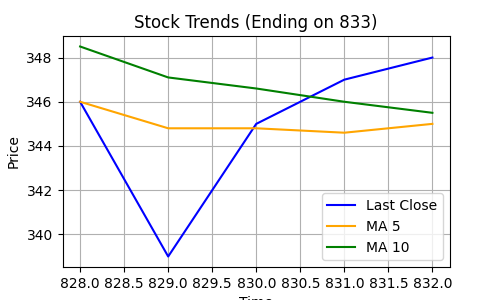 Stock Trends (Ending on 833)
Price
348
346
344
342
340
Last Close
MA 5
MA 10
828.0 828.5 829.0 829.5 830.0 830.5 831.0 831.5 832.0
Time